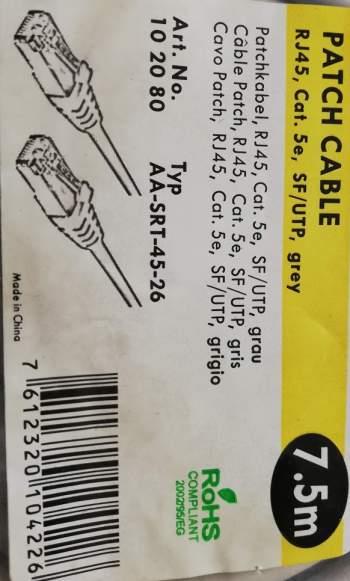 PATCH CABLE
RJ45, Cat. 5e, SF/UTP, grey
7.5m
Patchkabel, RJ45, Cat. 5e, SF/UTP, grau
Câble Patch, RJ45, Cat. 5e, SF/UTP, gris
Cavo Patch, RJ45, Cat. 5e, SF/UTP, grigio
Art. No. Typ
10 20 80 AA-SRT-45-26
RoHS
COMPLIANT
2002/95/EG
Made in China
7 612320 104226